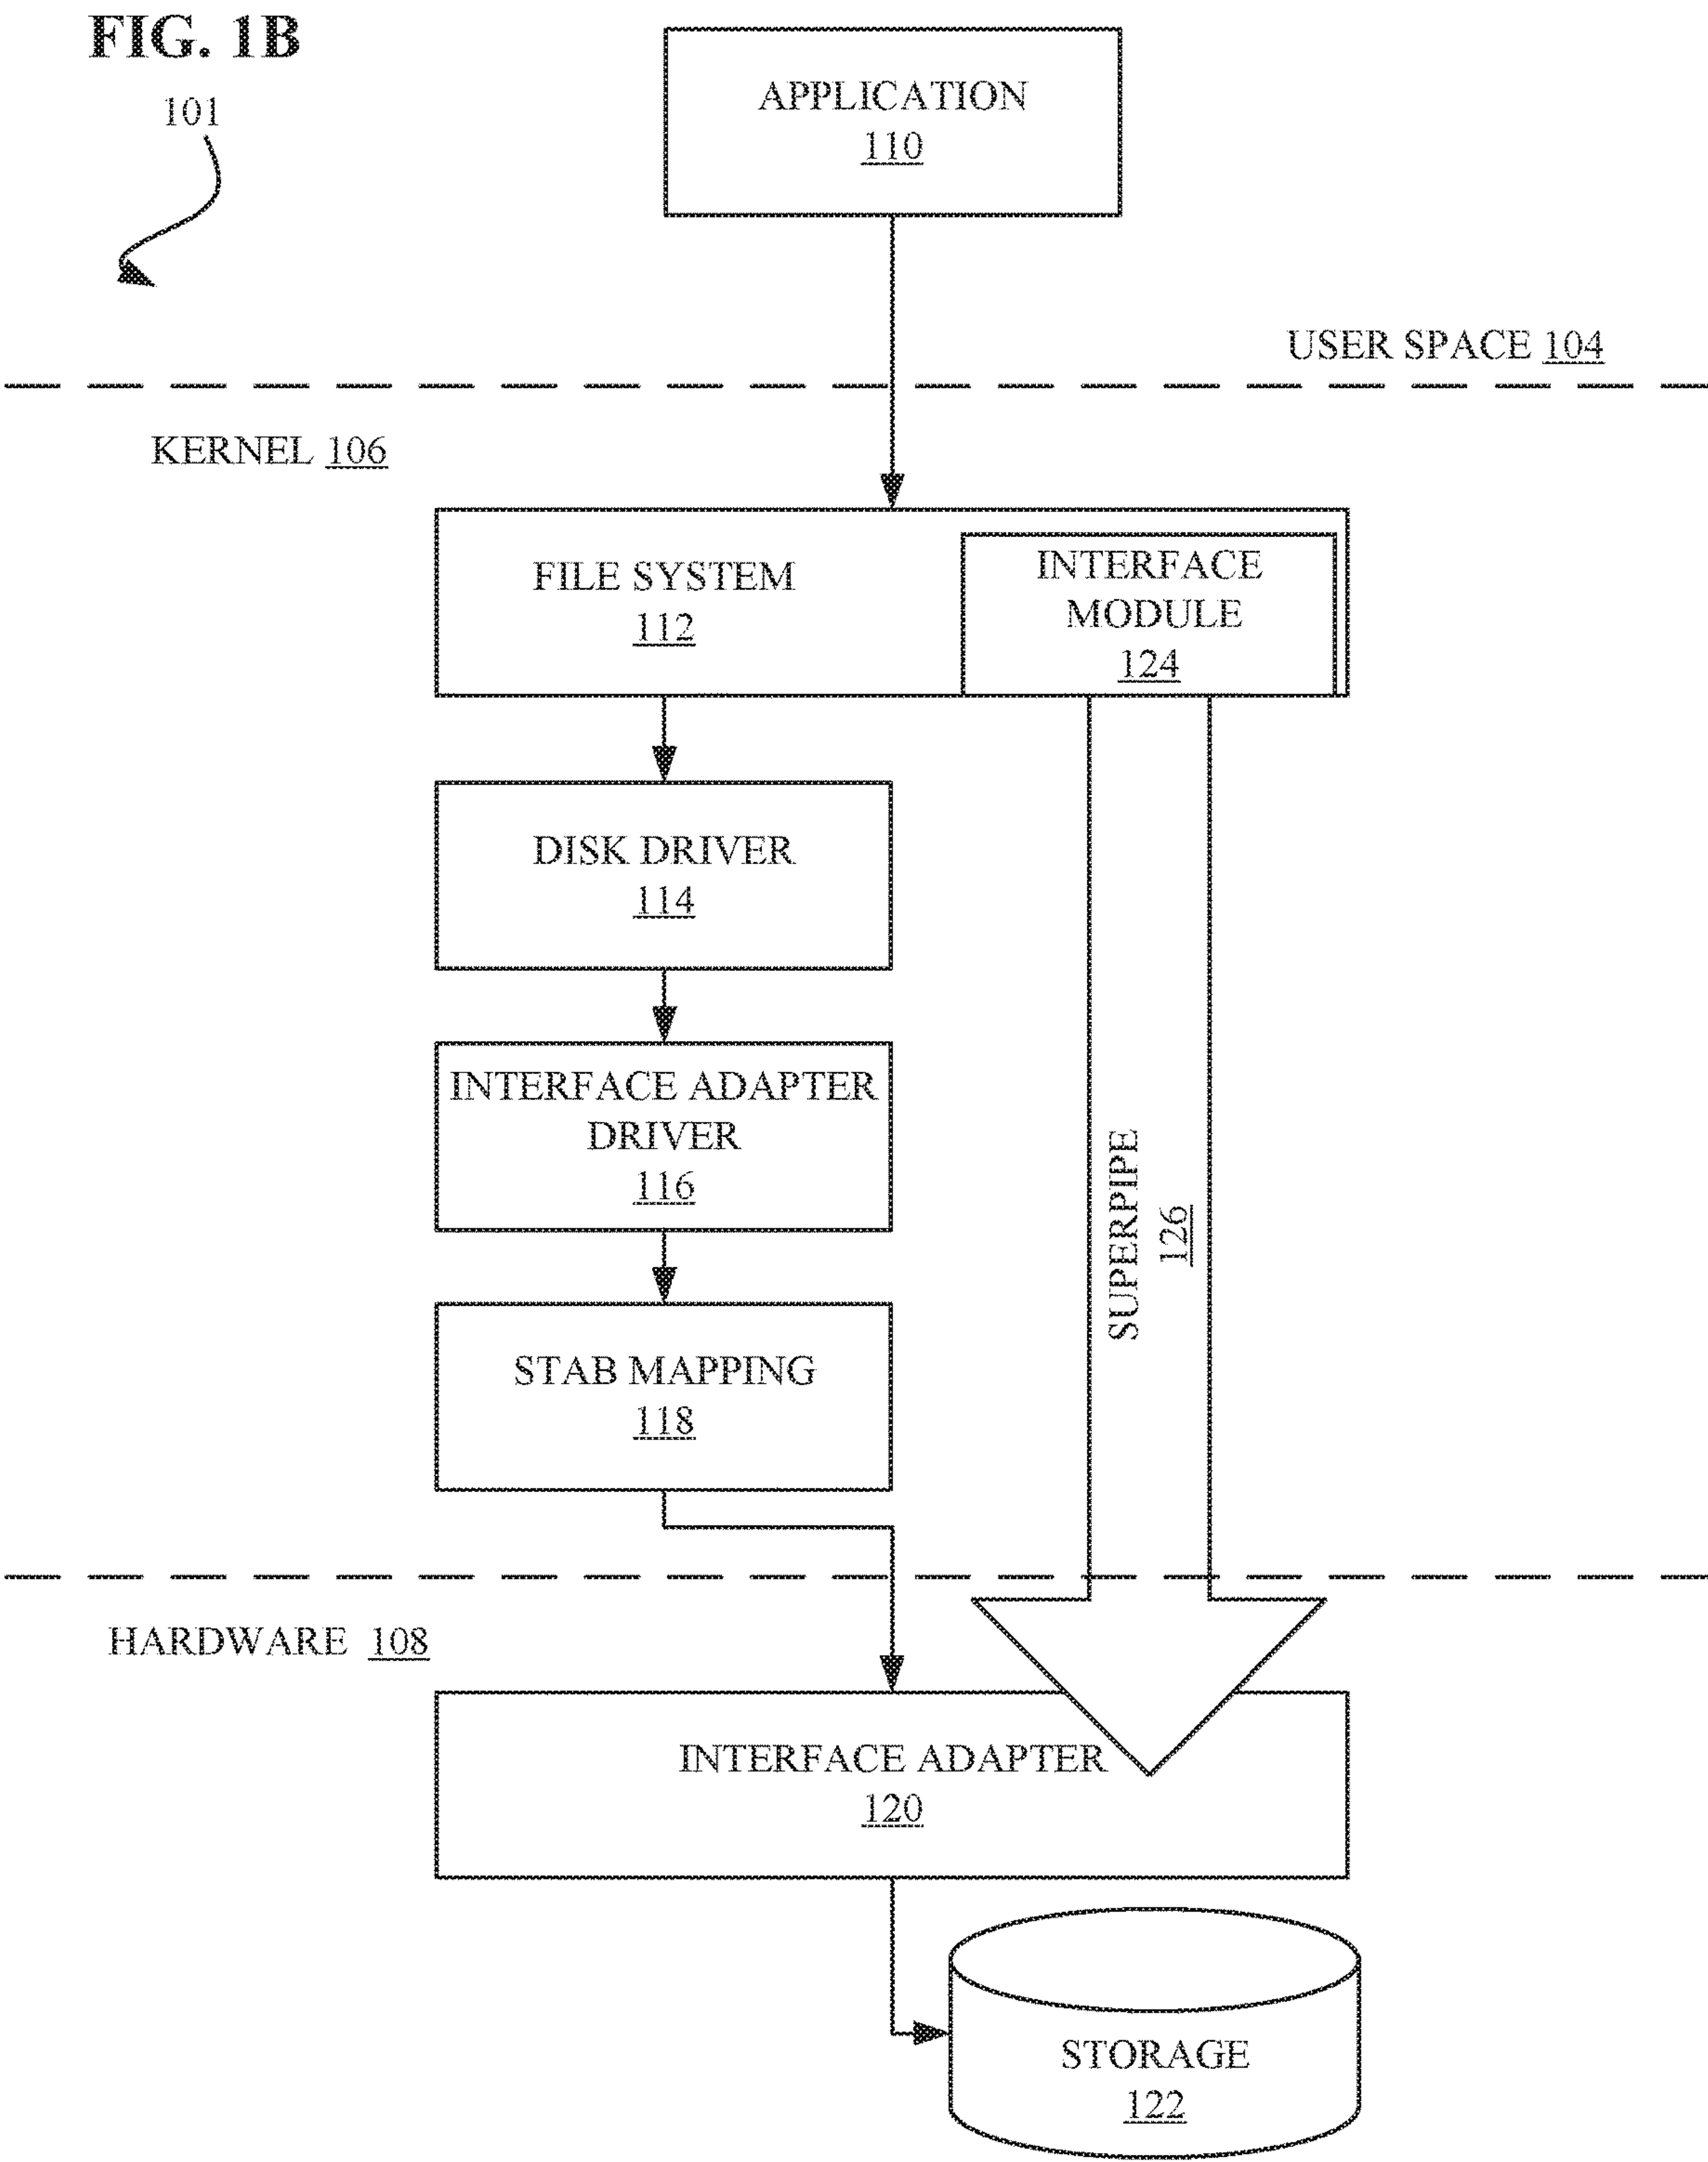 FIG. 1B
101
APPLICATION
110
USER SPACE 104
KERNEL 106
FILE SYSTEM
112
INTERFACE
MODULE
124
DISK DRIVER
114
INTERFACE ADAPTER
DRIVER
116
SUPERPIPE
126
STAB MAPPING
118
HARDWARE 108
INTERFACE ADAPTER
120
STORAGE
122